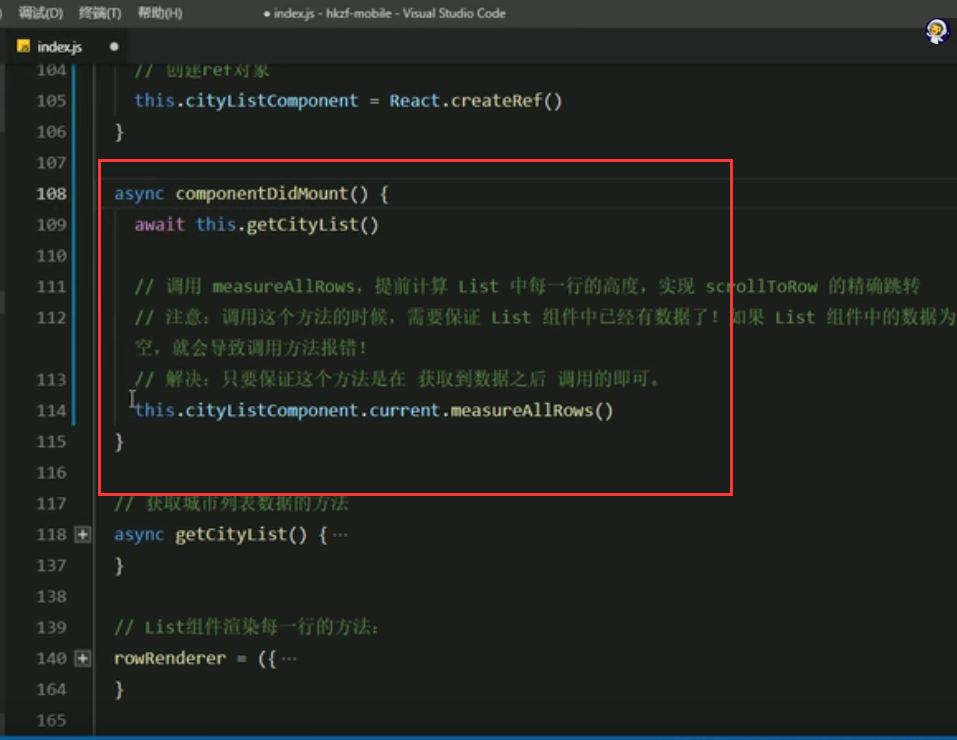 调试(D) 终端(T) 帮助(H) ● index.js - hkzf-mobile - Visual Studio Code
JS index.js ●
104 // 创建ref对象
105 this.cityListComponent = React.createRef()
106 }
107
108 async componentDidMount() {
109 await this.getCityList()
110
111 // 调用 measureAllRows，提前计算 List 中每一行的高度，实现 scrollToRow 的精确跳转
112 // 注意：调用这个方法的时候，需要保证 List 组件中已经有数据了！如果 List 组件中的数据为
空，就会导致调用方法报错！
113 // 解决：只要保证这个方法是在 获取到数据之后 调用的即可。
114 this.cityListComponent.current.measureAllRows()
115 }
116
117 // 获取城市列表数据的方法
118 async getCityList() { ...
137 }
138
139 // List组件渲染每一行的方法：
140 rowRenderer = ({ ...
164 }
165